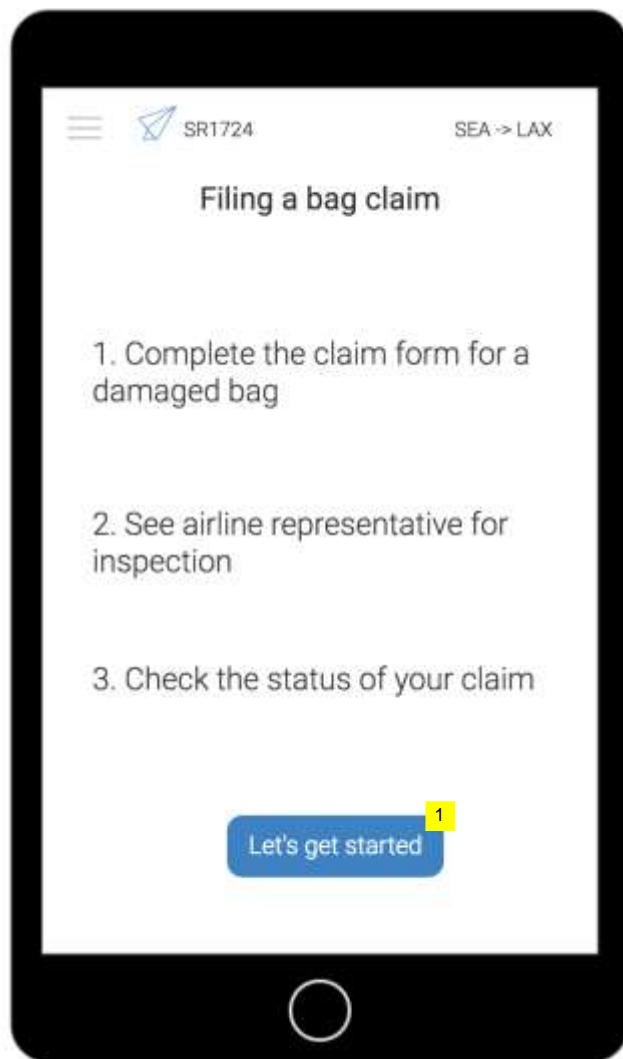 SR1724 SEA -> LAX
Filing a bag claim
1. Complete the claim form for a
damaged bag
2. See airline representative for
inspection
3. Check the status of your claim
1
Let's get started